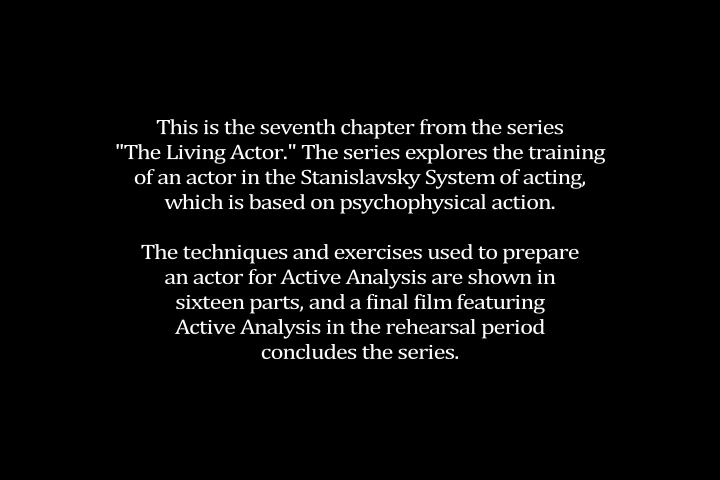 This is the seventh chapter from the series
"The Living Actor." The series explores the training
of an actor in the Stanislavsky System of acting,
which is based on psychophysical action.
The techniques and exercises used to prepare
an actor for Active Analysis are shown in
sixteen parts, and a final film featuring
Active Analysis in the rehearsal period
concludes the series.